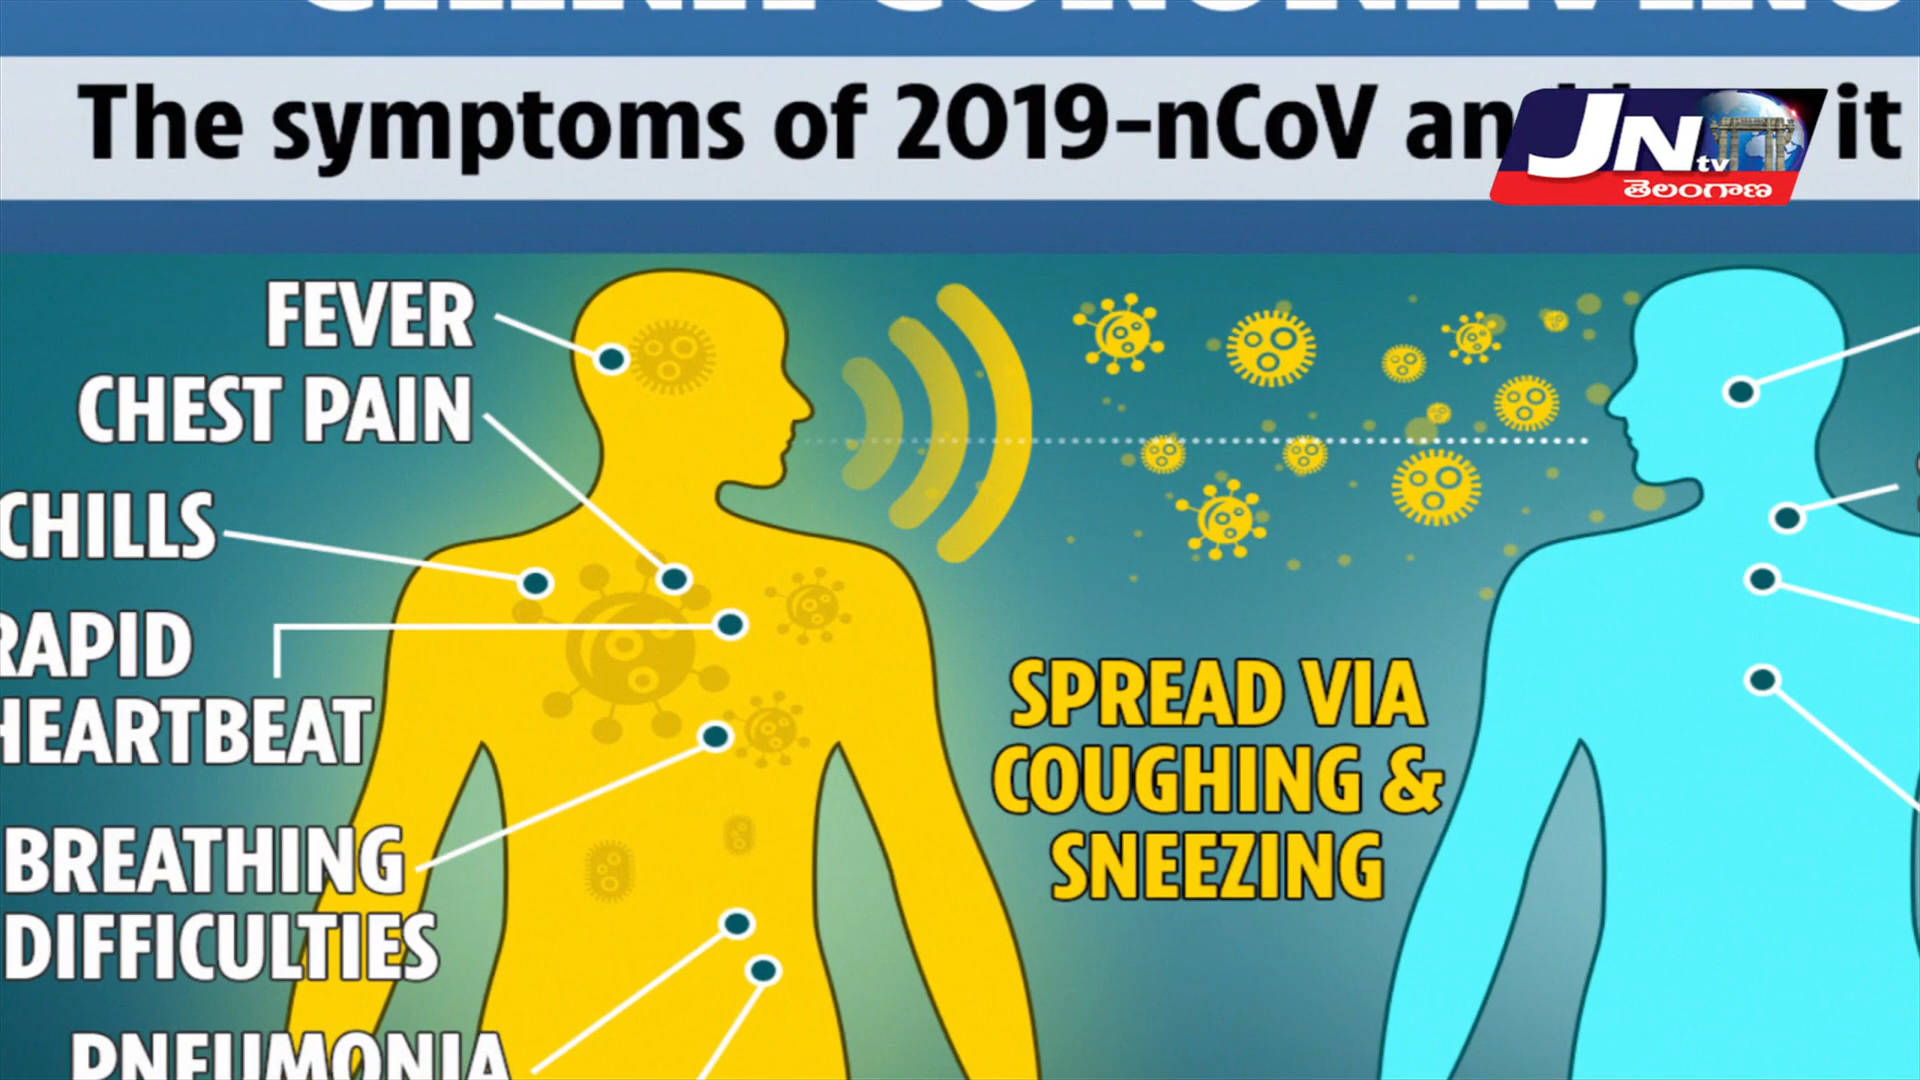 The symptoms of 2019-nCoV an it
JN tv
తెలంగాణ
FEVER
CHEST PAIN
CHILLS
RAPID
HEARTBEAT
BREATHING
DIFFICULTIES
PNEUMONIA
SPREAD VIA
COUGHING &
SNEEZING